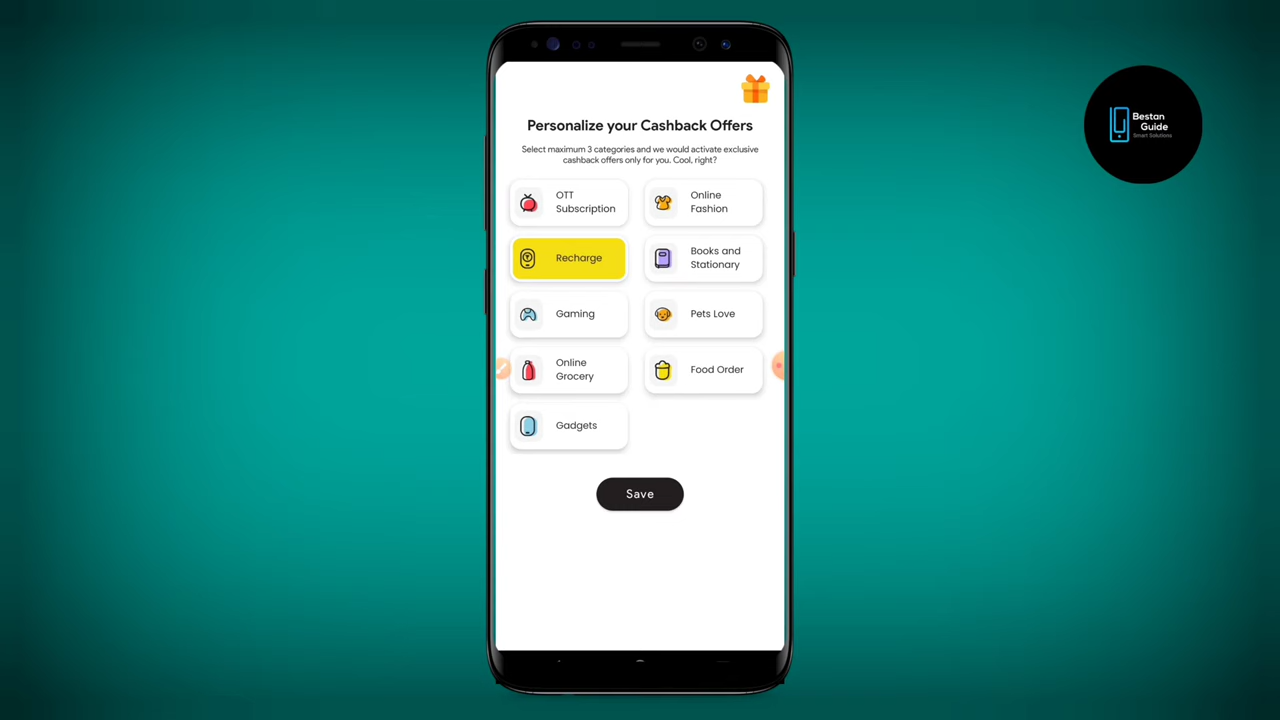 Bestan
Guide
Smart Solutions
Personalize your Cashback Offers
Select maximum 3 categories and we would activate exclusive
cashback offers only for you. Cool, right?
OTT
Subscription
Online
Fashion
Recharge
Books and
Stationary
Gaming
Pets Love
Online
Grocery
Food Order
Gadgets
Save